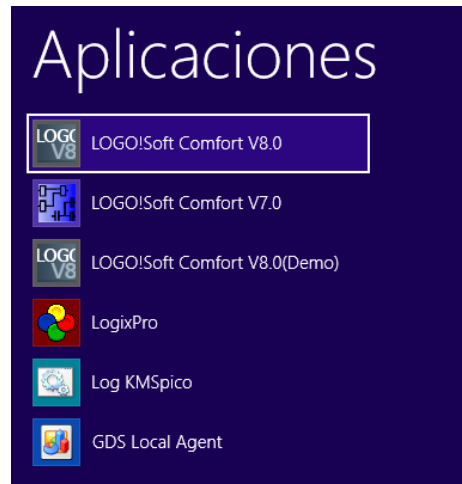 Aplicaciones
LOGO!Soft Comfort V8.0
LOGO!Soft Comfort V7.0
LOGO!Soft Comfort V8.0(Demo)
LogixPro
Log KMSpico
GDS Local Agent